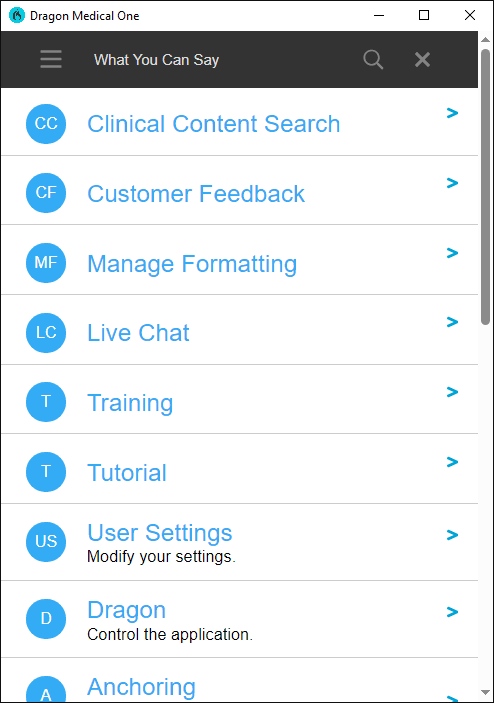 Dragon Medical One
What You Can Say
CC Clinical Content Search >
CF Customer Feedback >
MF Manage Formatting >
LC Live Chat >
T Training >
T Tutorial >
US User Settings >
Modify your settings.
D Dragon >
Control the application.
A Anchoring >